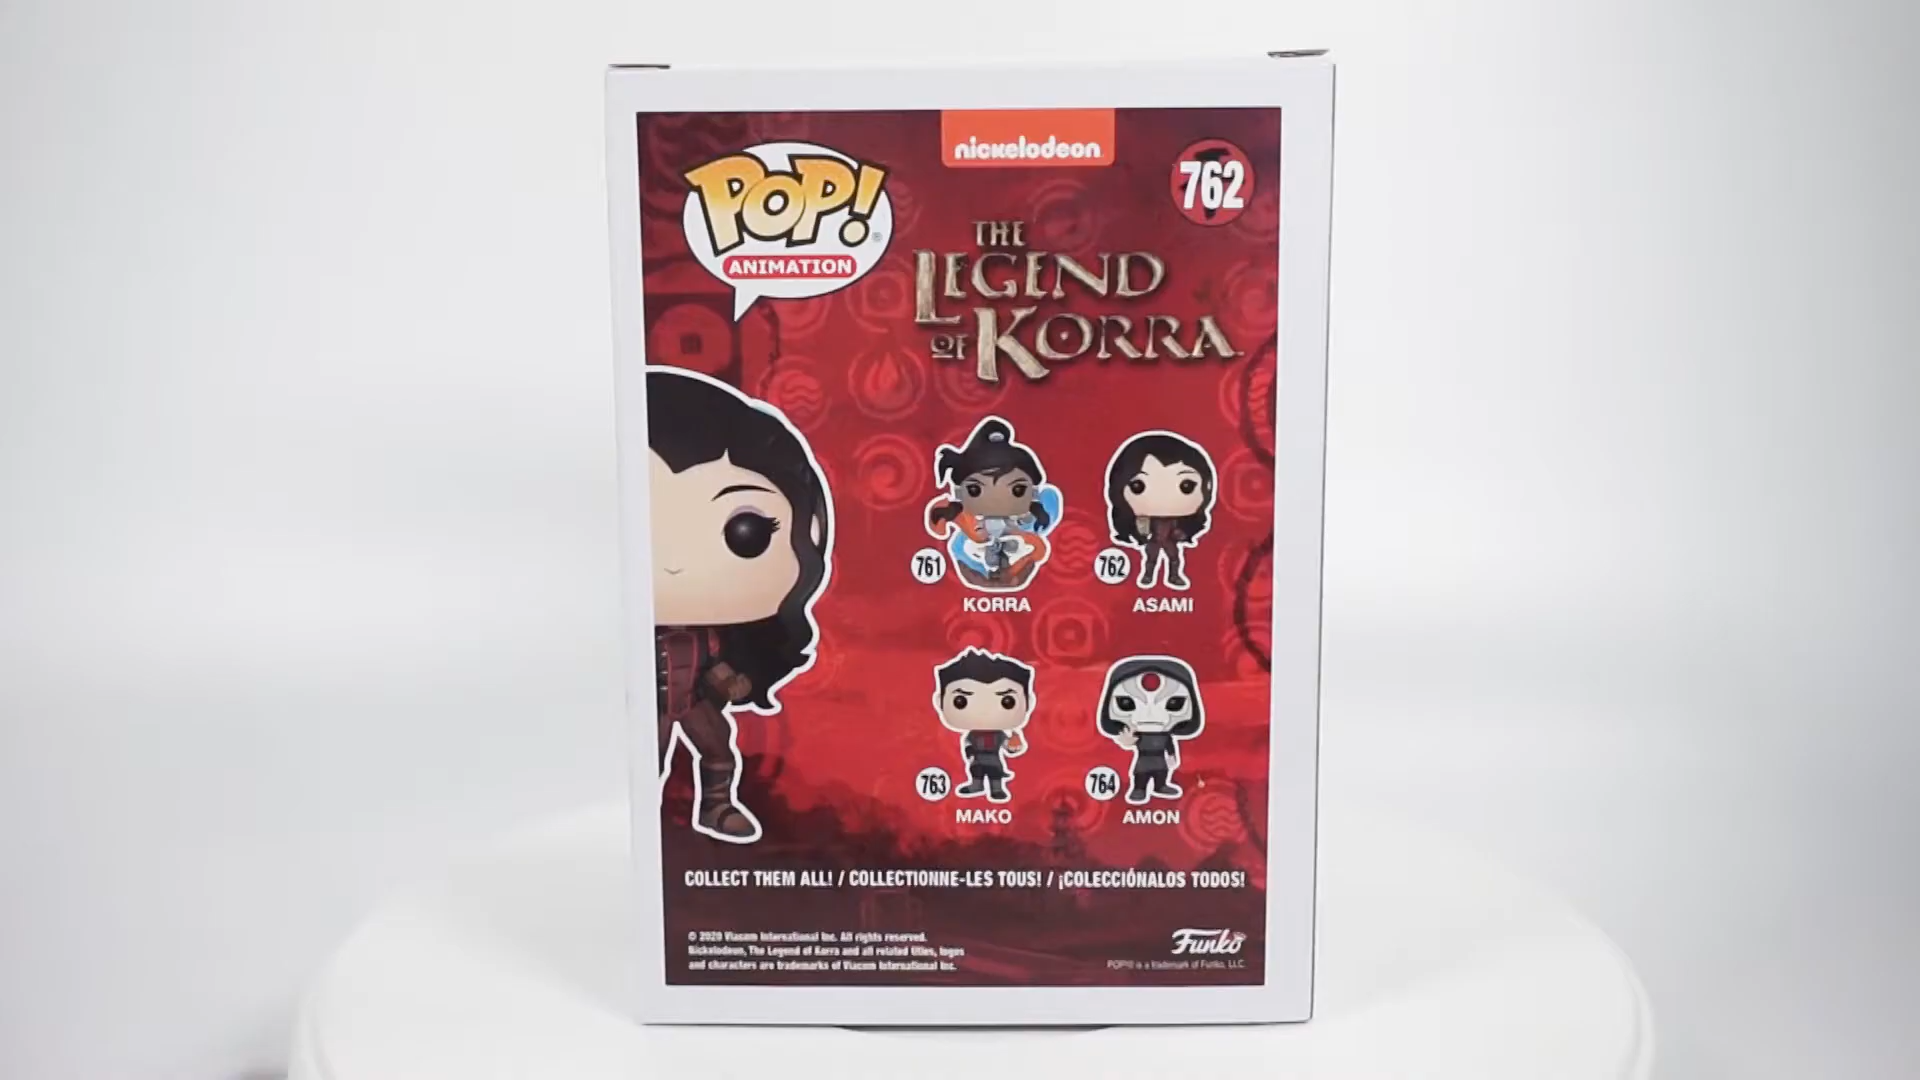 nickelodeon
762
POP!
ANIMATION
THE
LEGEND
OF KORRA
761
KORRA
762
ASAMI
763
MAKO
764
AMON
COLLECT THEM ALL! / COLLECTIONNE-LES TOUS! / ¡COLECCIÓNALOS TODOS!
© 2020 Viacom International Inc. All rights reserved.
Nickelodeon, The Legend of Korra and all related titles, logos
and characters are trademarks of Viacom International Inc.
Funko
POP!® is a trademark of Funko, LLC